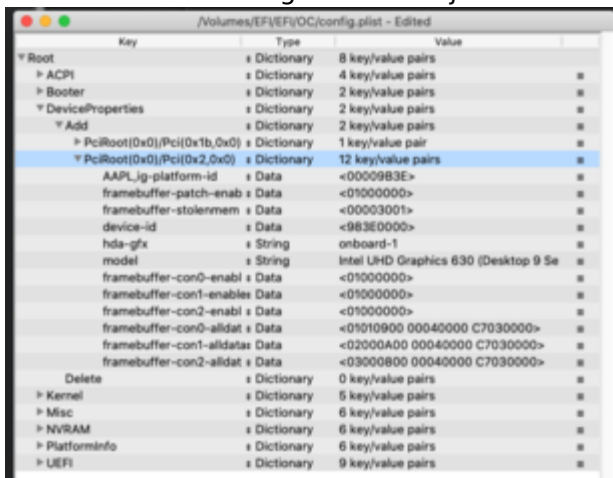 /Volumes/EFI/EFI/OC/config.plist - Edited
Key Type Value
Root Dictionary 8 key/value pairs
ACPI Dictionary 4 key/value pairs
Booter Dictionary 2 key/value pairs
DeviceProperties Dictionary 2 key/value pairs
Add Dictionary 2 key/value pairs
PciRoot(0x0)/Pci(0x1b,0x0) Dictionary 1 key/value pair
PciRoot(0x0)/Pci(0x2,0x0) Dictionary 12 key/value pairs
AAPL,ig-platform-id Data <00009B3E>
framebuffer-patch-enab Data <01000000>
framebuffer-stolenmem Data <00003001>
device-id Data <983E0000>
hda-gfx String onboard-1
model String Intel UHD Graphics 630 (Desktop 9 Se
framebuffer-con0-enabl Data <01000000>
framebuffer-con1-enable Data <01000000>
framebuffer-con2-enabl Data <01000000>
framebuffer-con0-alldat Data <01010900 00040000 C7030000>
framebuffer-con1-alldata Data <02000A00 00040000 C7030000>
framebuffer-con2-alldat Data <03000800 00040000 C7030000>
Delete Dictionary 0 key/value pairs
Kernel Dictionary 5 key/value pairs
Misc Dictionary 6 key/value pairs
NVRAM Dictionary 6 key/value pairs
PlatformInfo Dictionary 6 key/value pairs
UEFI Dictionary 9 key/value pairs